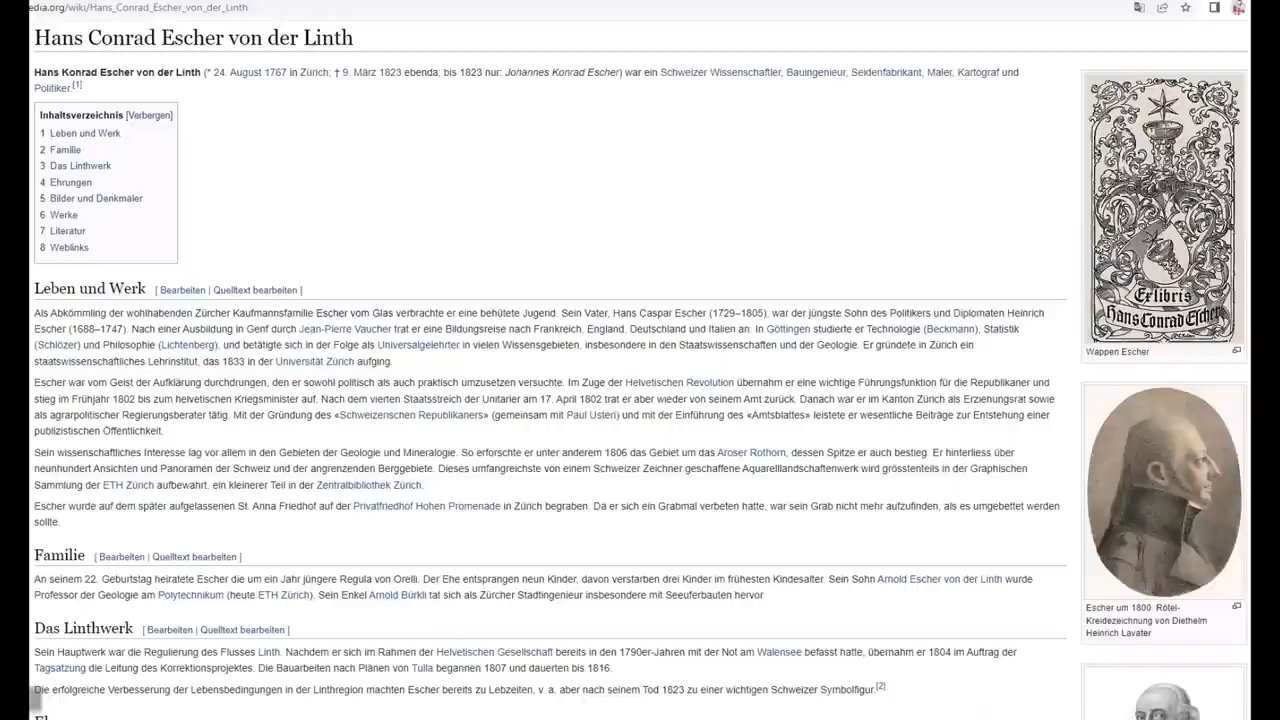 edia.org/wiki/Hans_Conrad_Escher_von_der_Linth
Hans Conrad Escher von der Linth
Hans Konrad Escher von der Linth (* 24. August 1767 in Zürich; † 9. März 1823 ebenda; bis 1823 nur: Johannes Konrad Escher) war ein Schweizer Wissenschaftler, Bauingenieur, Seidenfabrikant, Maler, Kartograf und
Politiker.[1]
Inhaltsverzeichnis [Verbergen]
1 Leben und Werk
2 Familie
3 Das Linthwerk
4 Ehrungen
5 Bilder und Denkmäler
6 Werke
7 Literatur
8 Weblinks
Exlibris
Hans Conrad Escher
Wappen Escher
Leben und Werk [ Bearbeiten | Quelltext bearbeiten ]
Als Abkömmling der wohlhabenden Zürcher Kaufmannsfamilie Escher vom Glas verbrachte er eine behütete Jugend. Sein Vater, Hans Caspar Escher (1729–1805), war der jüngste Sohn des Politikers und Diplomaten Heinrich
Escher (1688–1747). Nach einer Ausbildung in Genf durch Jean-Pierre Vaucher trat er eine Bildungsreise nach Frankreich, England, Deutschland und Italien an. In Göttingen studierte er Technologie (Beckmann), Statistik
(Schlözer) und Philosophie (Lichtenberg), und betätigte sich in der Folge als Universalgelehrter in vielen Wissensgebieten, insbesondere in den Staatswissenschaften und der Geologie. Er gründete in Zürich ein
staatswissenschaftliches Lehrinstitut, das 1833 in der Universität Zürich aufging.
Escher war vom Geist der Aufklärung durchdrungen, den er sowohl politisch als auch praktisch umzusetzen versuchte. Im Zuge der Helvetischen Revolution übernahm er eine wichtige Führungsfunktion für die Republikaner und
stieg im Frühjahr 1802 bis zum helvetischen Kriegsminister auf. Nach dem vierten Staatsstreich der Unitarier am 17. April 1802 trat er aber wieder von seinem Amt zurück. Danach war er im Kanton Zürich als Erziehungsrat sowie
als agrarpolitischer Regierungsberater tätig. Mit der Gründung des «Schweizerischen Republikaners» (gemeinsam mit Paul Usteri) und mit der Einführung des «Amtsblattes» leistete er wesentliche Beiträge zur Entstehung einer
publizistischen Öffentlichkeit.
Sein wissenschaftliches Interesse lag vor allem in den Gebieten der Geologie und Mineralogie. So erforschte er unter anderem 1806 das Gebiet um das Aroser Rothorn, dessen Spitze er auch bestieg. Er hinterliess über
neunhundert Ansichten und Panoramen der Schweiz und der angrenzenden Berggebiete. Dieses umfangreichste von einem Schweizer Zeichner geschaffene Aquarelllandschaftenwerk wird grösstenteils in der Graphischen
Sammlung der ETH Zürich aufbewahrt, ein kleinerer Teil in der Zentralbibliothek Zürich.
Escher wurde auf dem später aufgelassenen St. Anna Friedhof auf der Privatfriedhof Hohen Promenade in Zürich begraben. Da er sich ein Grabmal verbeten hatte, war sein Grab nicht mehr aufzufinden, als es umgebettet werden
sollte.
Escher um 1800. Rötel-
Kreidezeichnung von Diethelm
Heinrich Lavater
Familie [ Bearbeiten | Quelltext bearbeiten ]
An seinem 22. Geburtstag heiratete Escher die um ein Jahr jüngere Regula von Orelli. Der Ehe entsprangen neun Kinder, davon verstarben drei Kinder im frühesten Kindesalter. Sein Sohn Arnold Escher von der Linth wurde
Professor der Geologie am Polytechnikum (heute ETH Zürich). Sein Enkel Arnold Bürkli tat sich als Zürcher Stadtingenieur insbesondere mit Seeuferbauten hervor
Das Linthwerk [ Bearbeiten | Quelltext bearbeiten ]
Sein Hauptwerk war die Regulierung des Flusses Linth. Nachdem er sich im Rahmen der Helvetischen Gesellschaft bereits in den 1790er-Jahren mit der Not am Walensee befasst hatte, übernahm er 1804 im Auftrag der
Tagsatzung die Leitung des Korrektionsprojektes. Die Bauarbeiten nach Plänen von Tulla begannen 1807 und dauerten bis 1816.
Die erfolgreiche Verbesserung der Lebensbedingungen in der Linthregion machten Escher bereits zu Lebzeiten, v. a. aber nach seinem Tod 1823 zu einer wichtigen Schweizer Symbolfigur.[2]